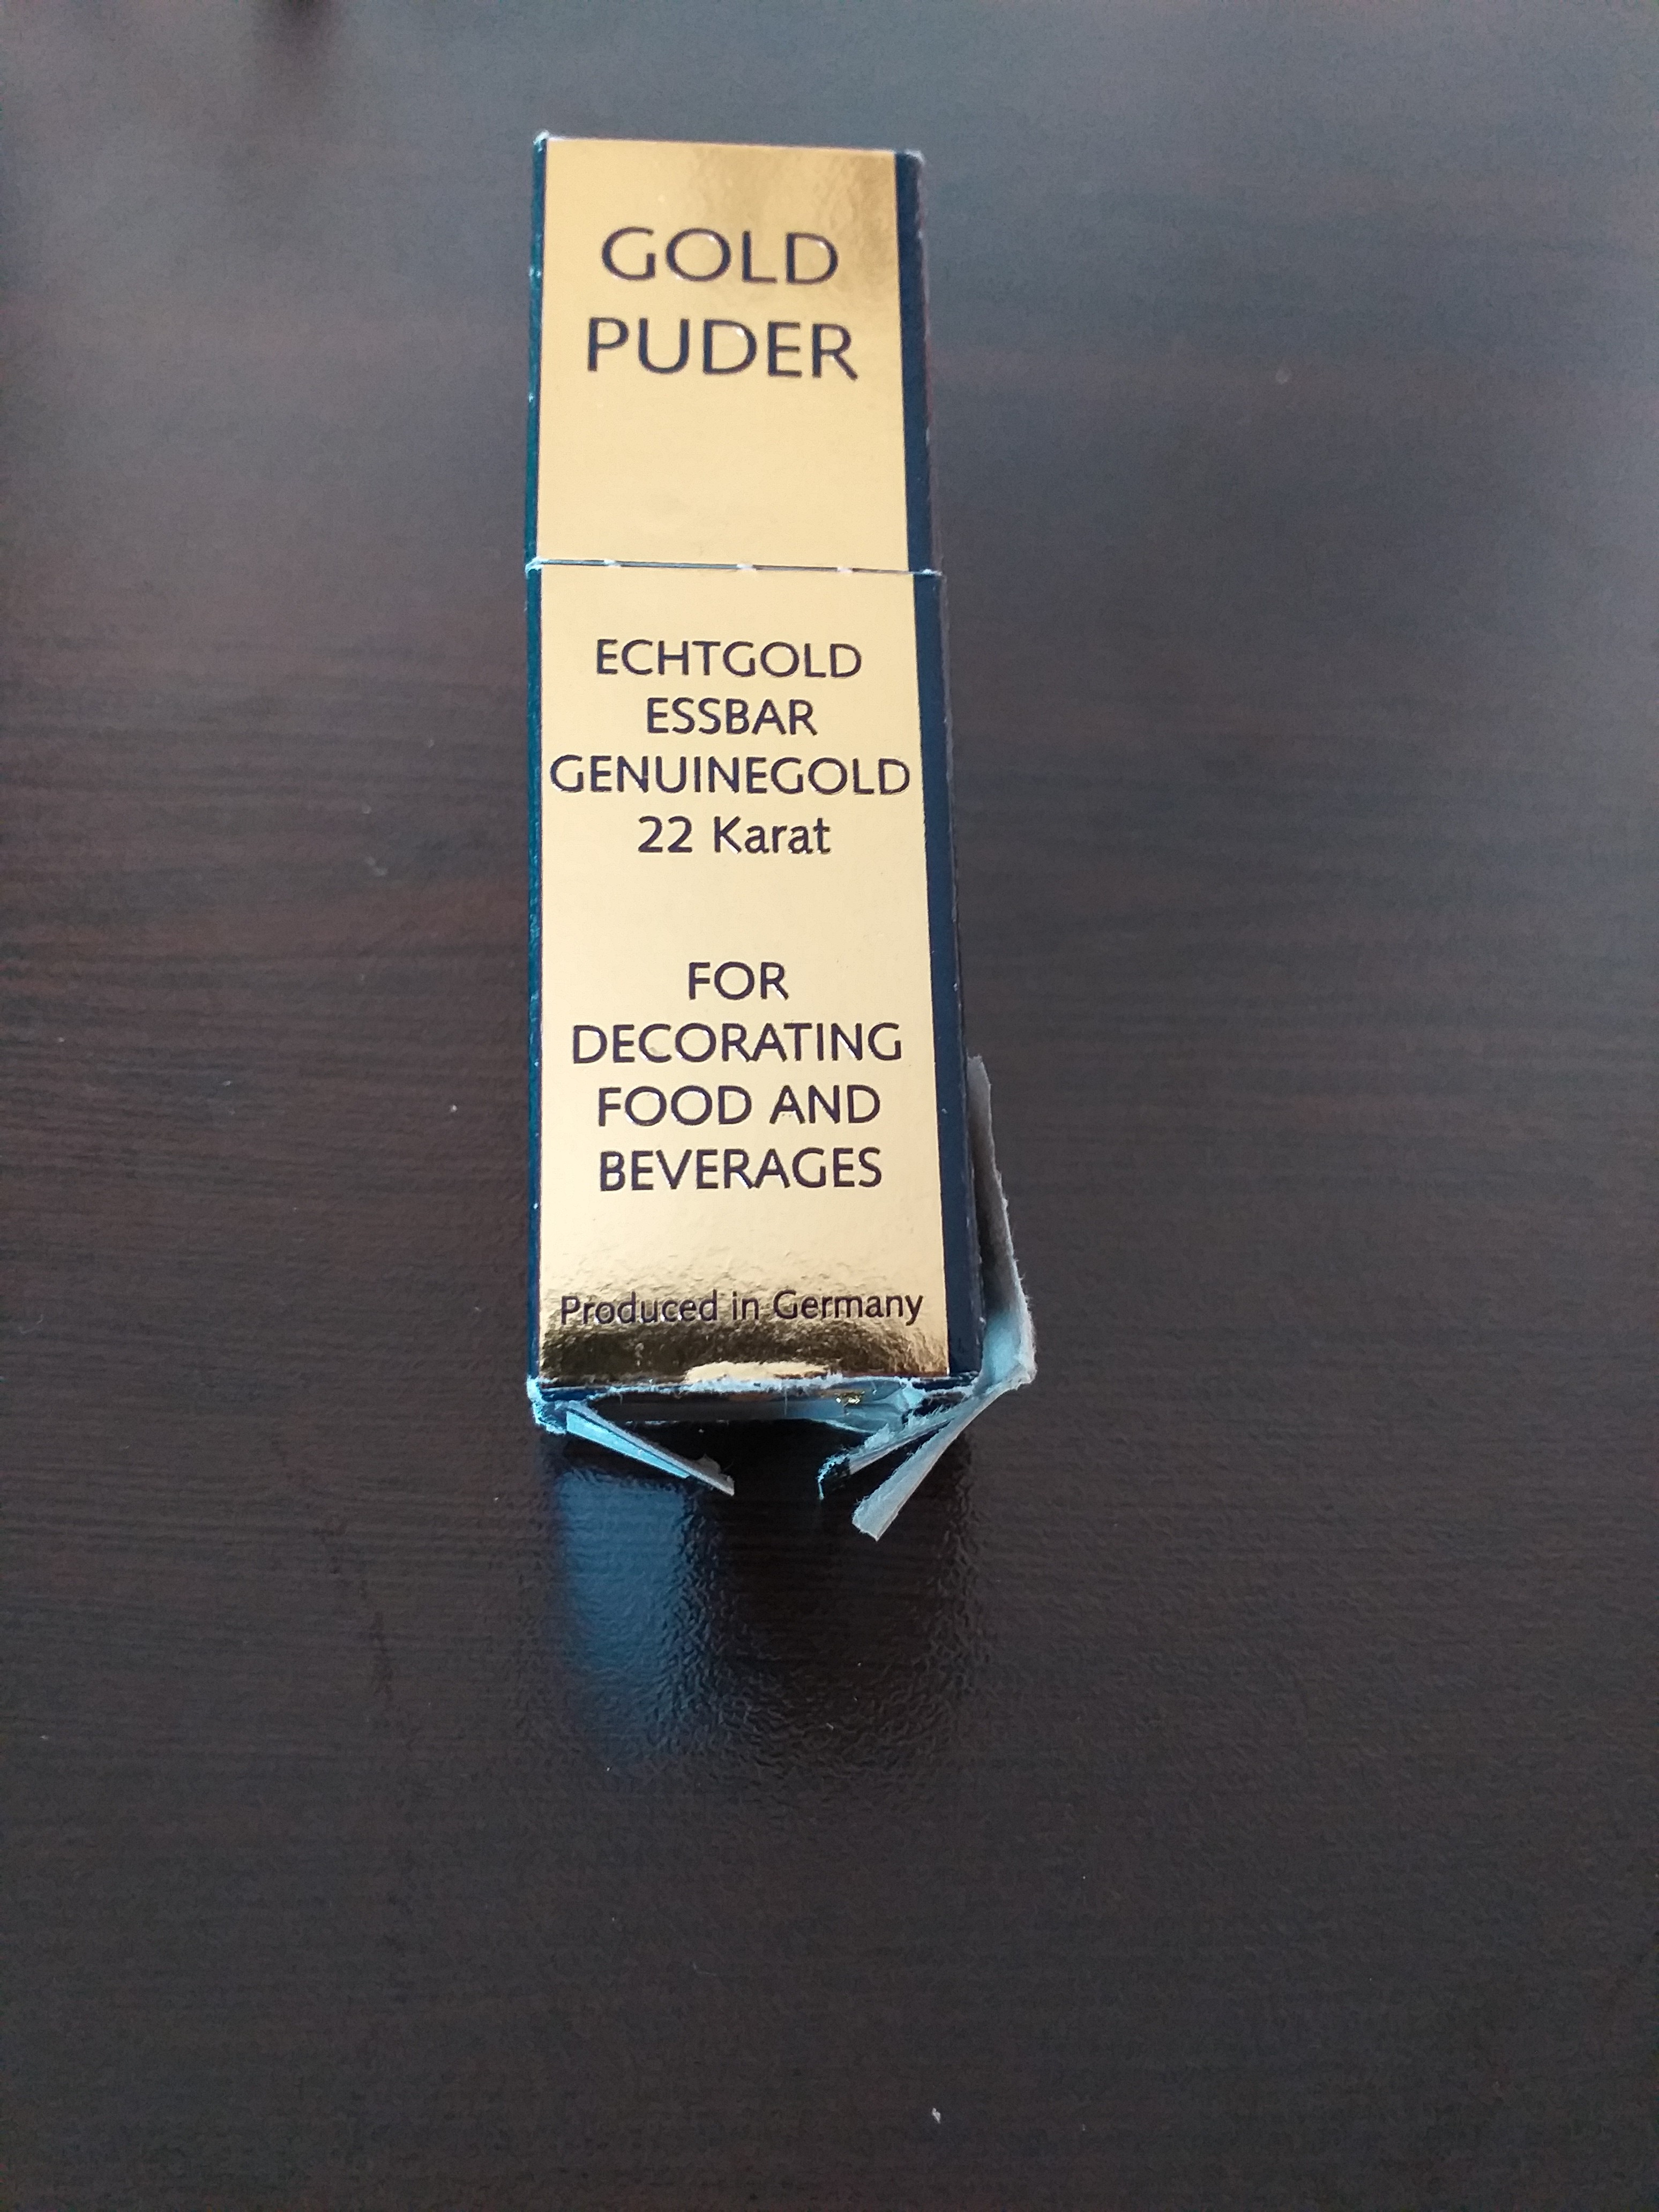 GOLD
PUDER
ECHTGOLD
ESSBAR
GENUINEGOLD
22 Karat
FOR
DECORATING
FOOD AND
BEVERAGES
Produced in Germany